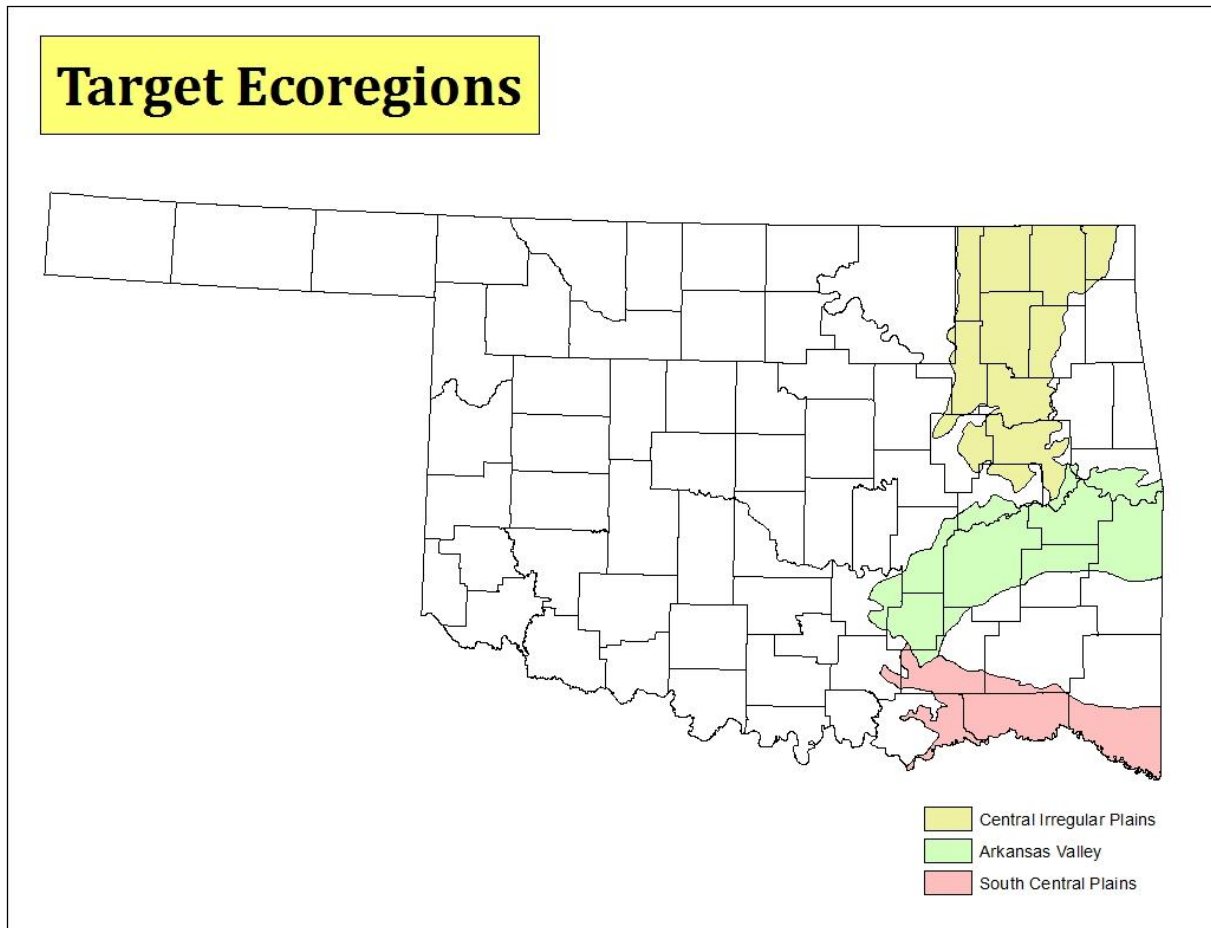 Target Ecoregions
Central Irregular Plains
Arkansas Valley
South Central Plains